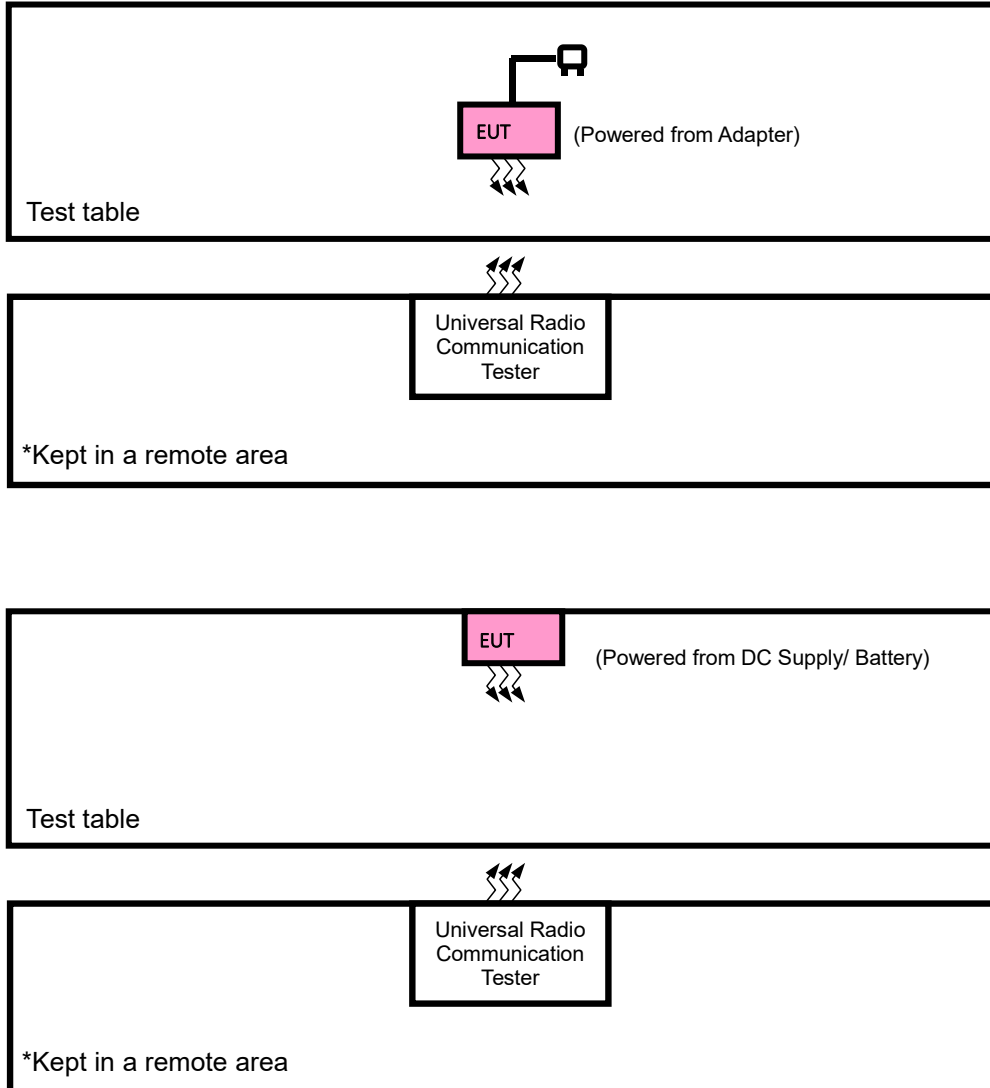 EUT
(Powered from Adapter)
Test table
Universal Radio
Communication
Tester
*Kept in a remote area
EUT
(Powered from DC Supply/ Battery)
Test table
Universal Radio
Communication
Tester
*Kept in a remote area